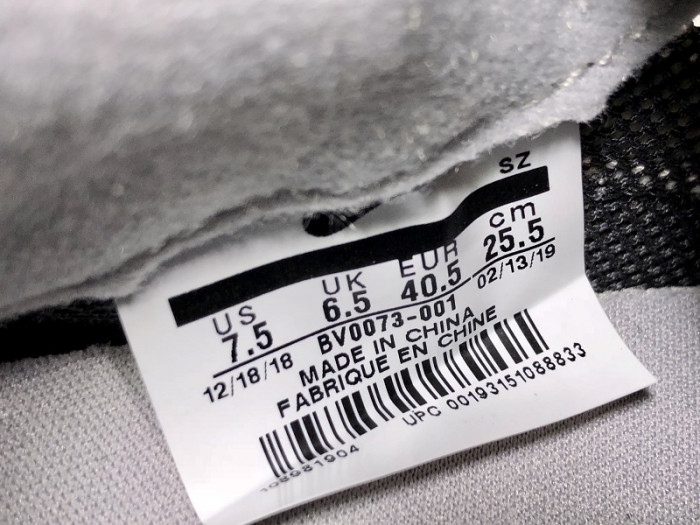 SZ
US UK EUR cm
7.5 6.5 40.5 25.5
12/18/18 BV0073-001 02/13/19
MADE IN CHINA
FABRIQUE EN CHINE
UPC 00193151088833